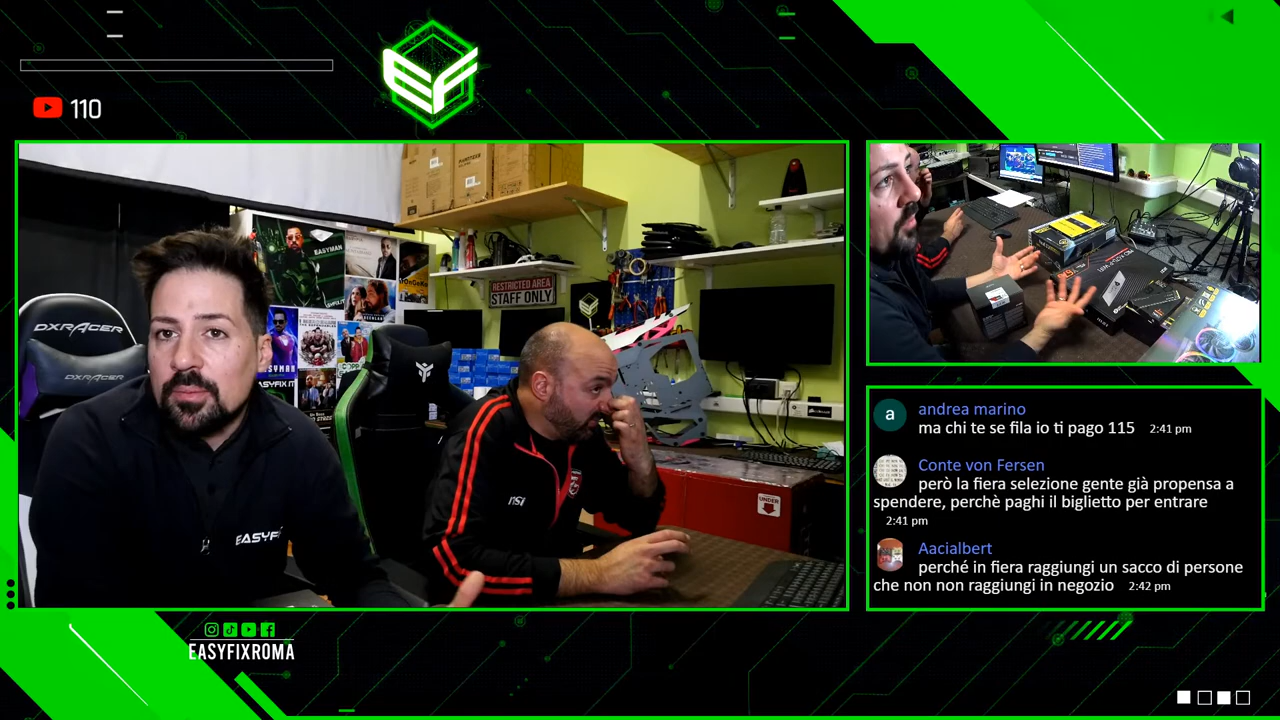 EF
110
DXRACER
DXRACER
EASYMAN
RESTRICTED AREA
STAFF ONLY
EASYFIX IT
msi
UNDER
EASYF
andrea marino
ma chi te se fila io ti pago 115 2:41 pm
Conte von Fersen
però la fiera selezione gente già propensa a
spendere, perchè paghi il biglietto per entrare
2:41 pm
Aacialbert
perché in fiera raggiungi un sacco di persone
che non non raggiungi in negozio 2:42 pm
EASYFIXROMA